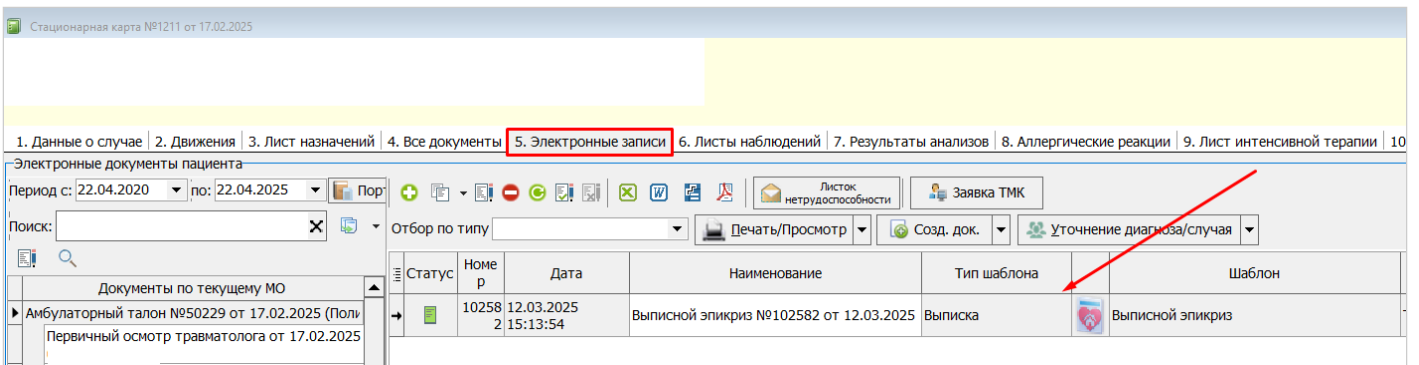 Стационарная карта №1211 от 17.02.2025
1. Данные о случае 2. Движения 3. Лист назначений 4. Все документы 5. Электронные записи 6. Листы наблюдений 7. Результаты анализов 8. Аллергические реакции 9. Лист интенсивной терапии 10
Электронные документы пациента
Период с: 22.04.2020 по: 22.04.2025 Пор
Листок
нетрудоспособности
Заявка ТМК
Поиск:
Отбор по типу Печать/Просмотр Созд. док. Уточнение диагноза/случая
Документы по текущему МО
Статус Номе
р
Дата Наименование Тип шаблона Шаблон
Амбулаторный талон №50229 от 17.02.2025 (Поли
Первичный осмотр травматолога от 17.02.2025
10258
2
12.03.2025
15:13:54
Выписной эпикриз №102582 от 12.03.2025 Выписка Выписной эпикриз